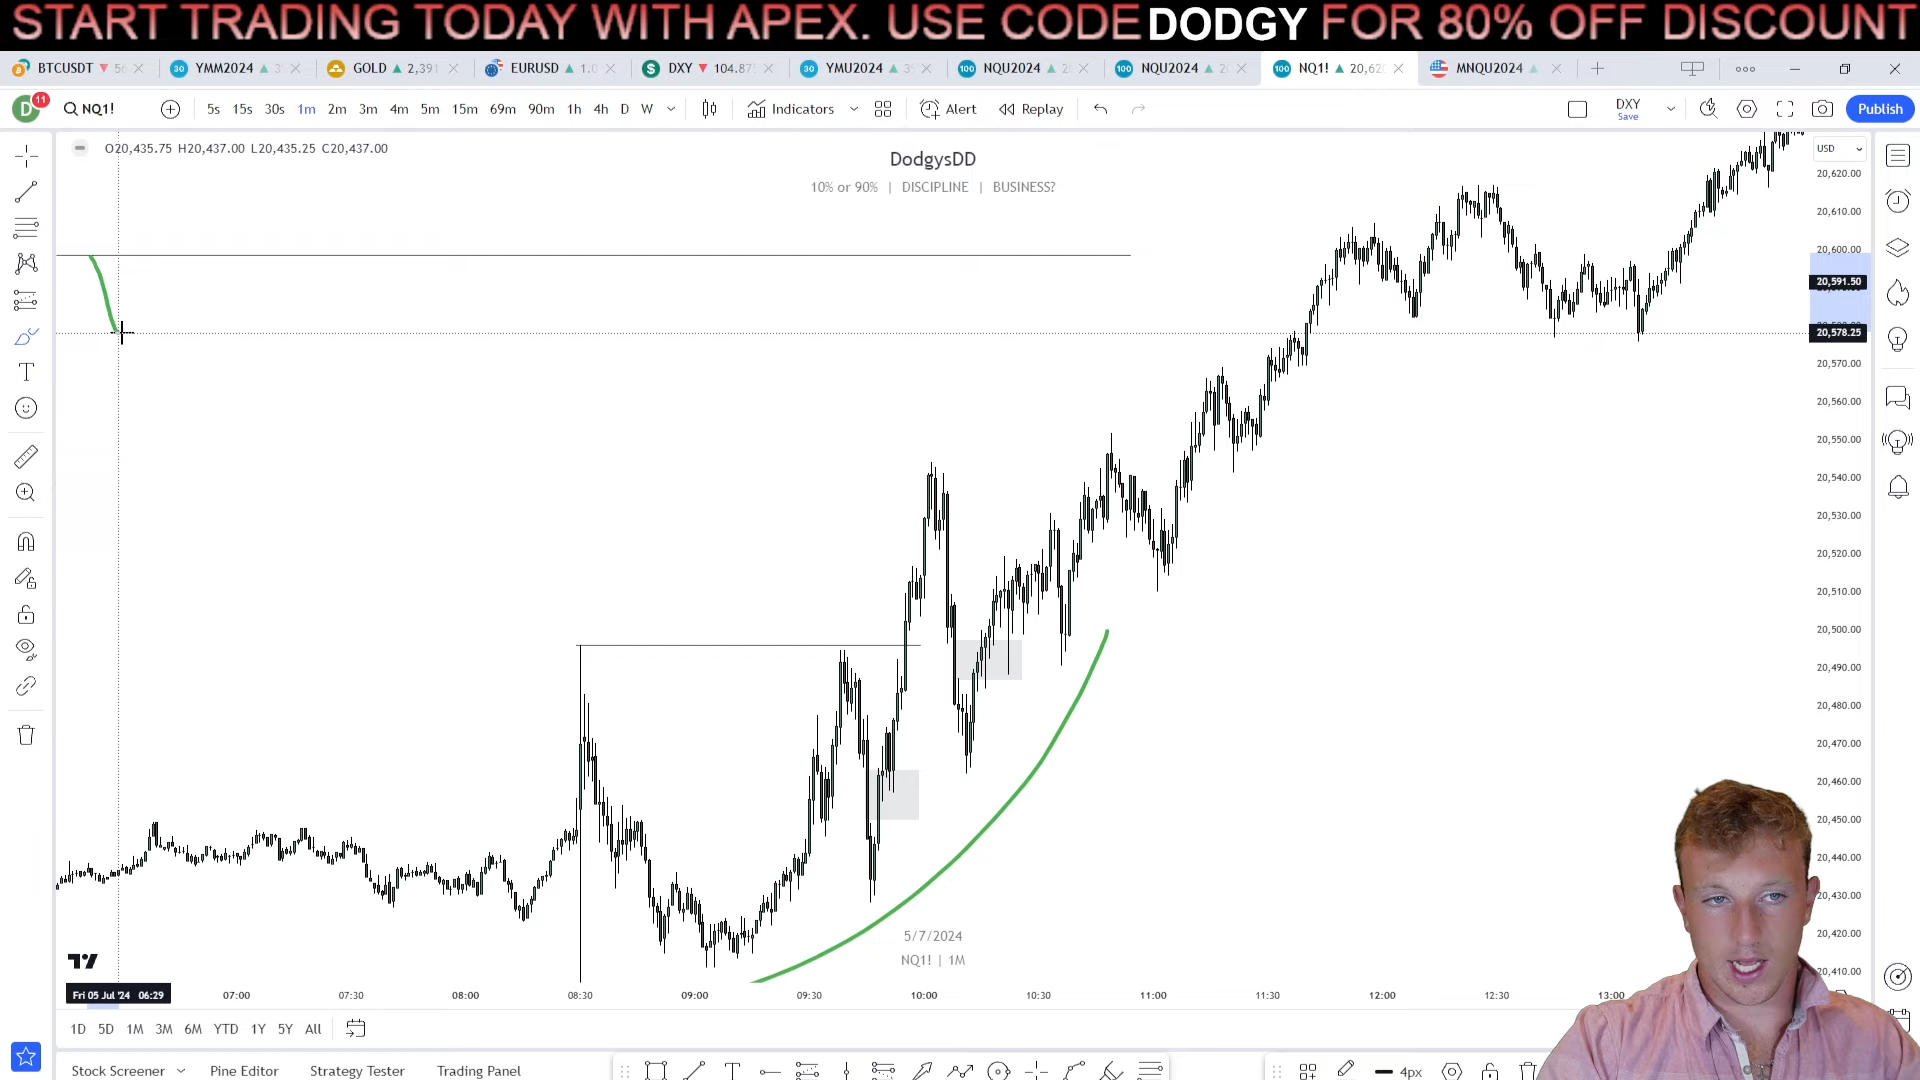 START TRADING TODAY WITH APEX. USE CODE DODGY FOR 80% OFF DISCOUNT
BTCUSDT YMM2024 GOLD 2,391 EURUSD DXY 104.87 YMU2024 NQU2024 NQU2024 NQ1! 20,620 MNQU2024
D 11 NQ1! 5s 15s 30s 1m 2m 3m 4m 5m 15m 69m 90m 1h 4h D W Indicators Alert Replay DXY Save Publish
O20,435.75 H20,437.00 L20,435.25 C20,437.00
USD
DodgysDD
10% or 90% | DISCIPLINE | BUSINESS?
20,620.00
20,610.00
20,600.00
20,591.50
20,578.25
20,570.00
20,560.00
20,550.00
20,540.00
20,530.00
20,520.00
20,510.00
20,500.00
20,490.00
20,480.00
20,470.00
20,460.00
20,450.00
20,440.00
20,430.00
20,420.00
20,410.00
5/7/2024
NQ1! | 1M
Fri 05 Jul '24 06:29 07:00 07:30 08:00 08:30 09:00 09:30 10:00 10:30 11:00 11:30 12:00 12:30 13:00
1D 5D 1M 3M 6M YTD 1Y 5Y All
Stock Screener Pine Editor Strategy Tester Trading Panel 4px